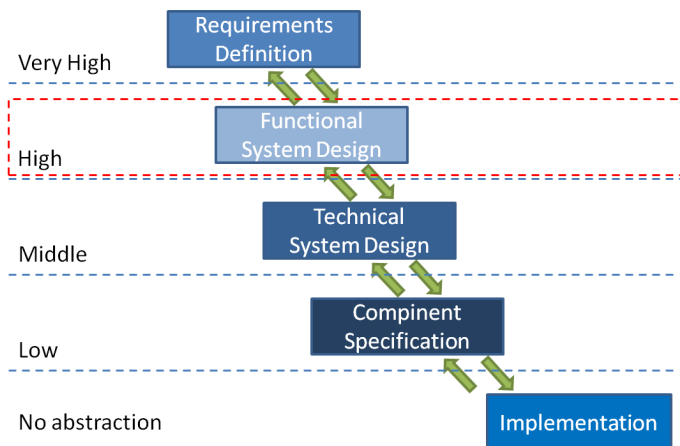 Requirements
Definition
Very High
Functional
System Design
High
Technical
System Design
Middle
Compinent
Specification
Low
No abstraction
Implementation